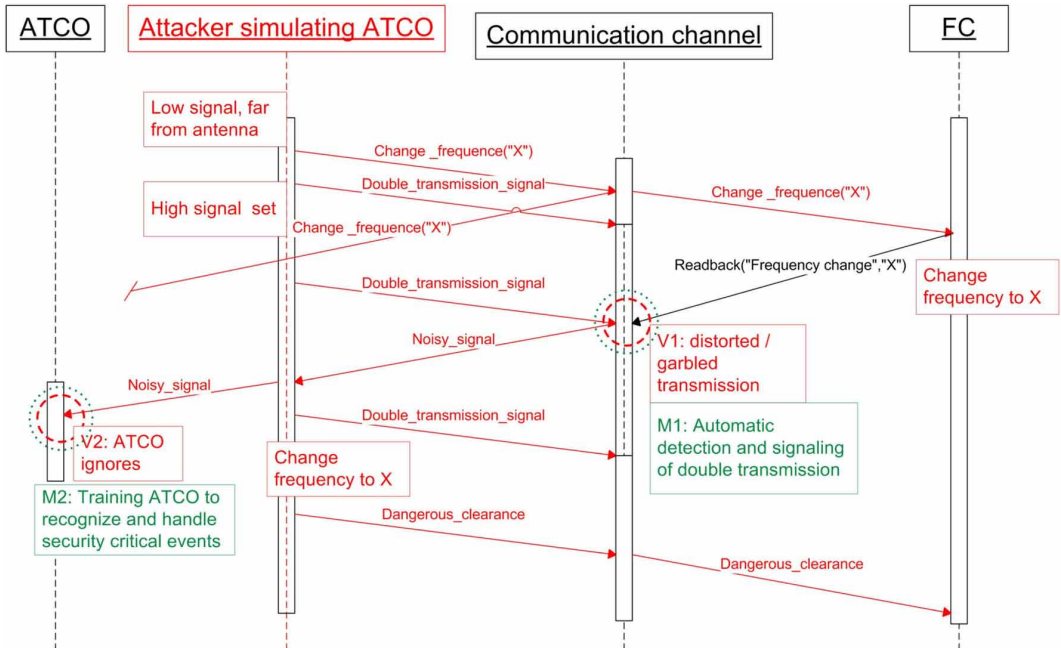 ATCO
Attacker simulating ATCO
Communication channel
FC
Low signal, far
from antenna
Change _frequence("X")
Double_transmission_signal
Change _frequence("X")
High signal set
Change _frequence("X")
Readback("Frequency change","X")
Change
frequency to X
Double_transmission_signal
Noisy_signal
V1: distorted /
garbled
transmission
Noisy_signal
Double_transmission_signal
M1: Automatic
detection and signaling
of double transmission
V2: ATCO
ignores
Change
frequency to X
M2: Training ATCO to
recognize and handle
security critical events
Dangerous_clearance
Dangerous_clearance